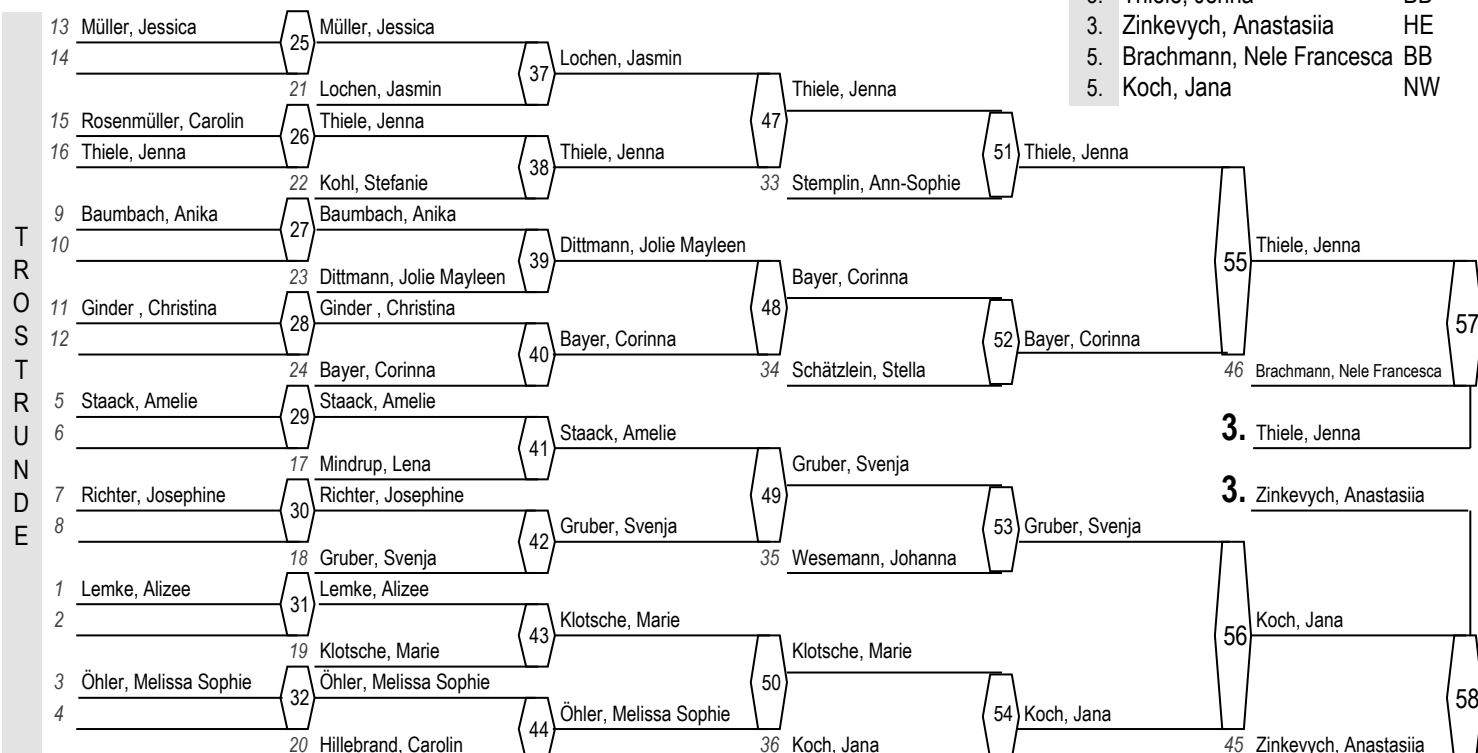 3. Thiele, Jenna BB
3. Zinkevych, Anastasiia HE
5. Brachmann, Nele Francesca BB
5. Koch, Jana NW
TROSTRUNDE
13 Müller, Jessica 25 Müller, Jessica
14 37 Lochen, Jasmin
21 Lochen, Jasmin 47 Thiele, Jenna
15 Rosenmüller, Carolin 26 Thiele, Jenna
16 Thiele, Jenna 38 Thiele, Jenna 51 Thiele, Jenna
22 Kohl, Stefanie 33 Stemplin, Ann-Sophie
9 Baumbach, Anika 27 Baumbach, Anika
10 39 Dittmann, Jolie Mayleen 55 Thiele, Jenna
23 Dittmann, Jolie Mayleen 48 Bayer, Corinna
11 Ginder , Christina 28 Ginder , Christina 57
12 40 Bayer, Corinna 52 Bayer, Corinna
24 Bayer, Corinna 34 Schätzlein, Stella 46 Brachmann, Nele Francesca
5 Staack, Amelie 29 Staack, Amelie
6 41 Staack, Amelie 3. Thiele, Jenna
17 Mindrup, Lena 49 Gruber, Svenja
7 Richter, Josephine 30 Richter, Josephine 3. Zinkevych, Anastasiia
8 42 Gruber, Svenja 53 Gruber, Svenja
18 Gruber, Svenja 35 Wesemann, Johanna
1 Lemke, Alizee 31 Lemke, Alizee
2 43 Klotsche, Marie 56 Koch, Jana
19 Klotsche, Marie 50 Klotsche, Marie
3 Öhler, Melissa Sophie 32 Öhler, Melissa Sophie 58
4 44 Öhler, Melissa Sophie 54 Koch, Jana
20 Hillebrand, Carolin 36 Koch, Jana 45 Zinkevych, Anastasiia